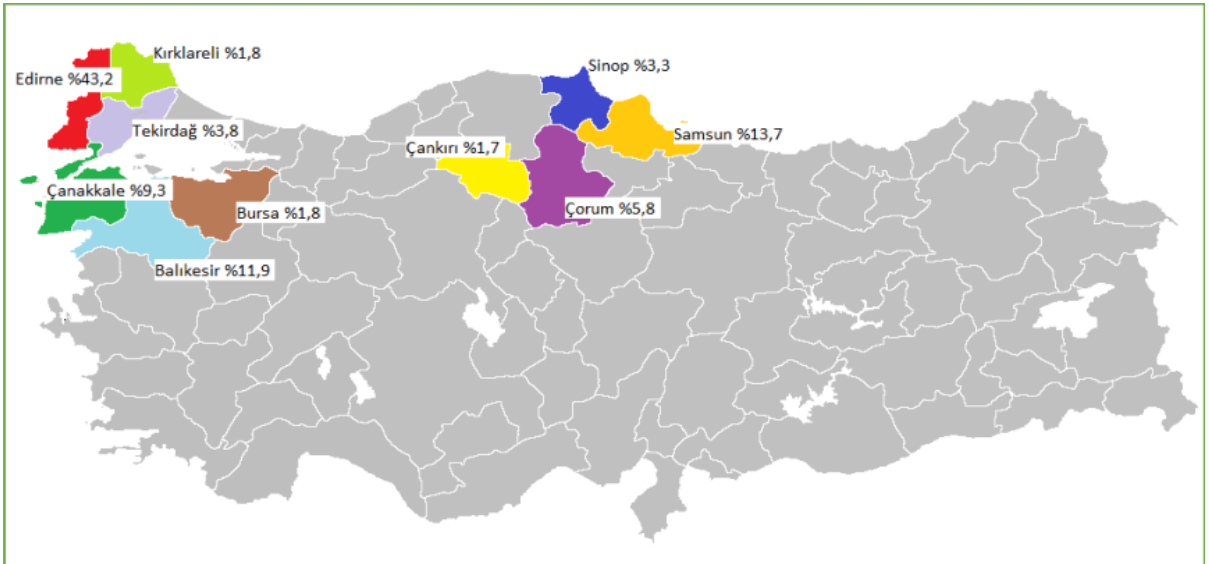 Kırklareli %1,8
Edirne %43,2
Tekirdağ %3,8
Çanakkale %9,3
Bursa %1,8
Balıkesir %11,9
Sinop %3,3
Samsun %13,7
Çankırı %1,7
Çorum %5,8